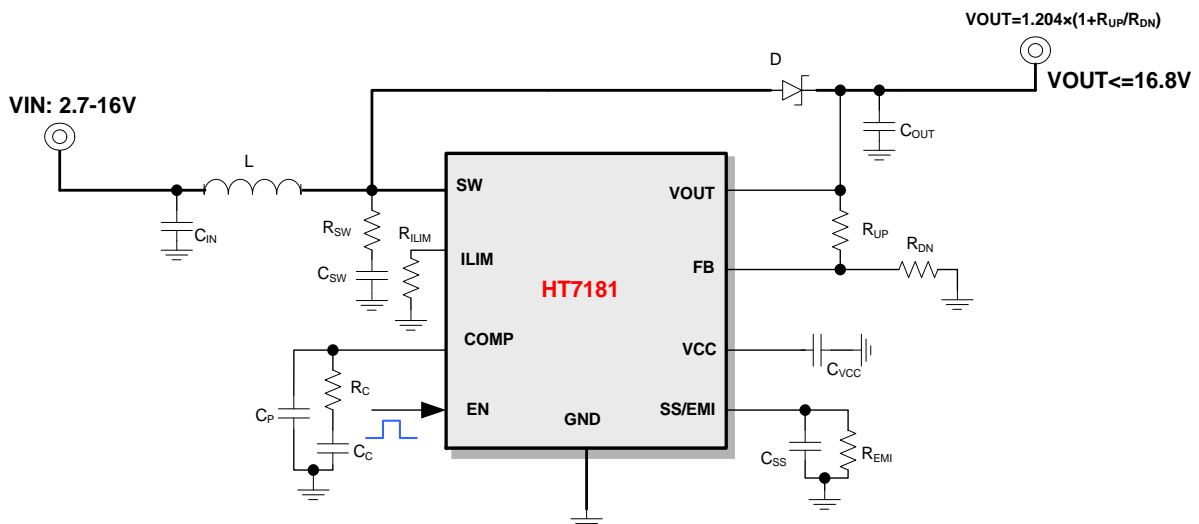 VOUT=1.204×(1+RUP/RDN)
D
VOUT<=16.8V
VIN: 2.7-16V
COUT
L
SW
VOUT
CIN
RSW
RILIM
RUP
RDN
CSW
ILIM
FB
HT7181
COMP
VCC
CVCC
RC
CP
EN
SS/EMI
GND
CC
CSS
REMI